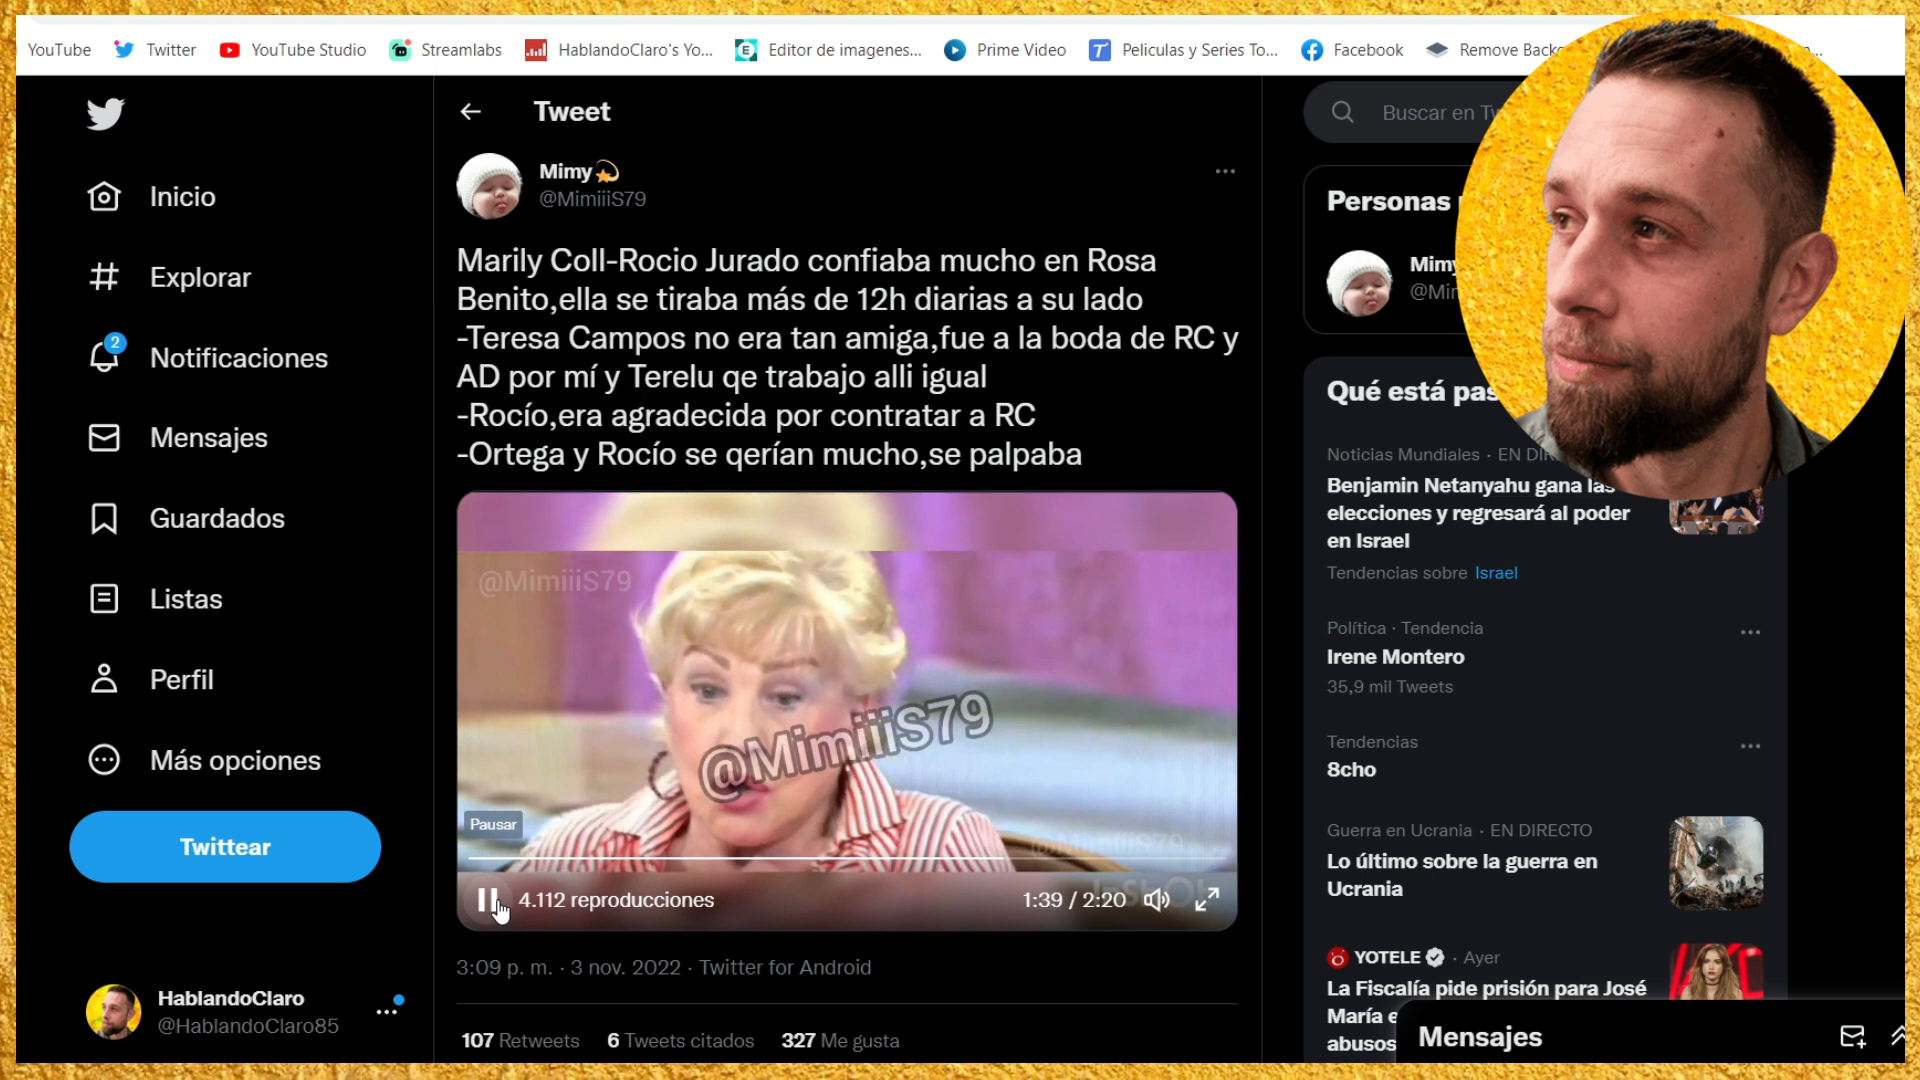 YouTube
Twitter
YouTube Studio
Streamlabs
HablandoClaro's Yo...
Editor de imagenes...
Prime Video
Peliculas y Series To...
Facebook
Remove
Inicio
Explorar
2
Notificaciones
Mensajes
Guardados
Listas
Perfil
Más opciones
Twittear
HablandoClaro
@HablandoClaro85
Tweet
Mimy
@MimiiiS79
Marily Coll-Rocio Jurado confiaba mucho en Rosa
Benito,ella se tiraba más de 12h diarias a su lado
-Teresa Campos no era tan amiga,fue a la boda de RC y
AD por mí y Terelu qe trabajo alli igual
-Rocío,era agradecida por contratar a RC
-Ortega y Rocío se qerían mucho,se palpaba
@MimiiiS79
@MimiiiS79
@MimiiiS79
Pausar
4.112 reproducciones
1:39 / 2:20
3:09 p. m. · 3 nov. 2022 · Twitter for Android
107 Retweets 6 Tweets citados 327 Me gusta
Buscar en
Personas
Mimy
Qué está
Noticias Mundiales · EN
Benjamin Netanyahu gana las
elecciones y regresará al poder
en Israel
Tendencias sobre Israel
Política · Tendencia
Irene Montero
35,9 mil Tweets
Tendencias
8cho
Guerra en Ucrania · EN DIRECTO
Lo último sobre la guerra en
Ucrania
YOTELE · Ayer
La Fiscalía pide prisión para José
María
abusos
Mensajes